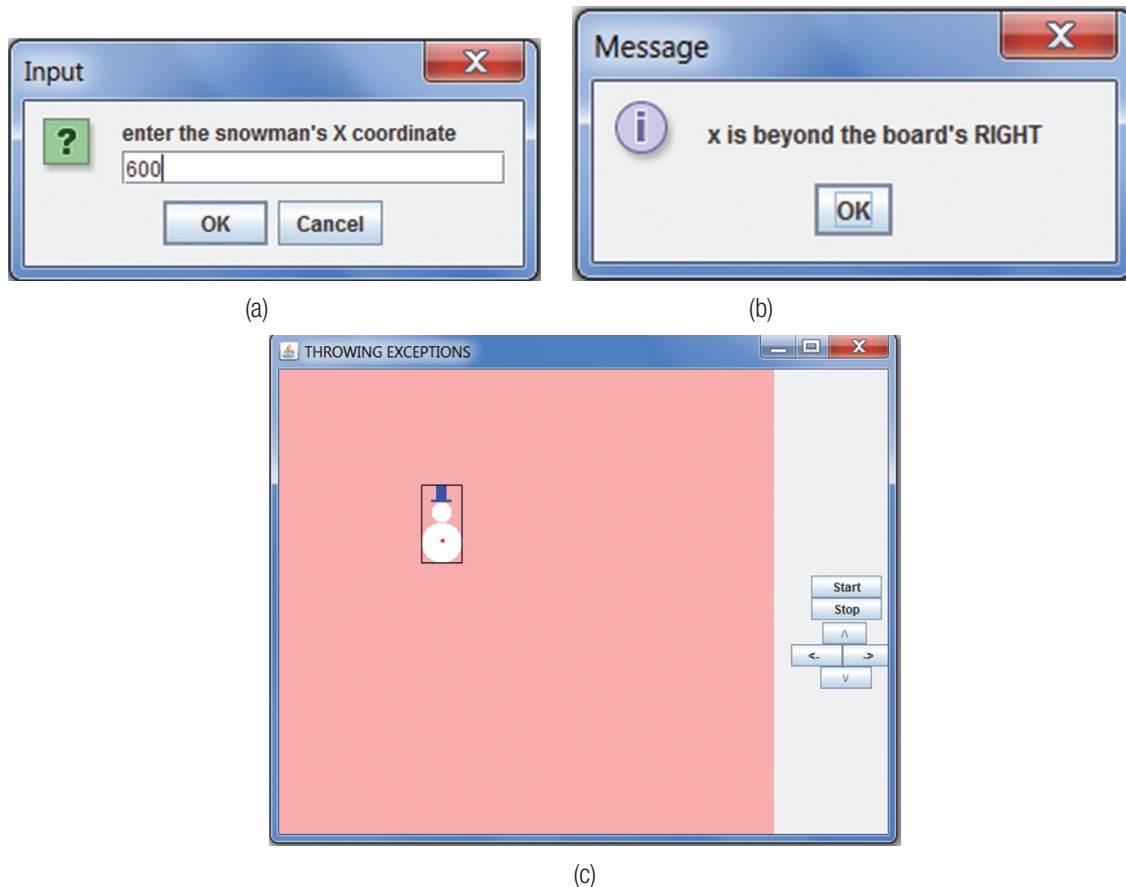 Input
X
?
enter the snowman's X coordinate
600
OK
Cancel
(a)
Message
X
i
x is beyond the board's RIGHT
OK
(b)
THROWING EXCEPTIONS
X
Start
Stop
^
<-
->
v
(c)